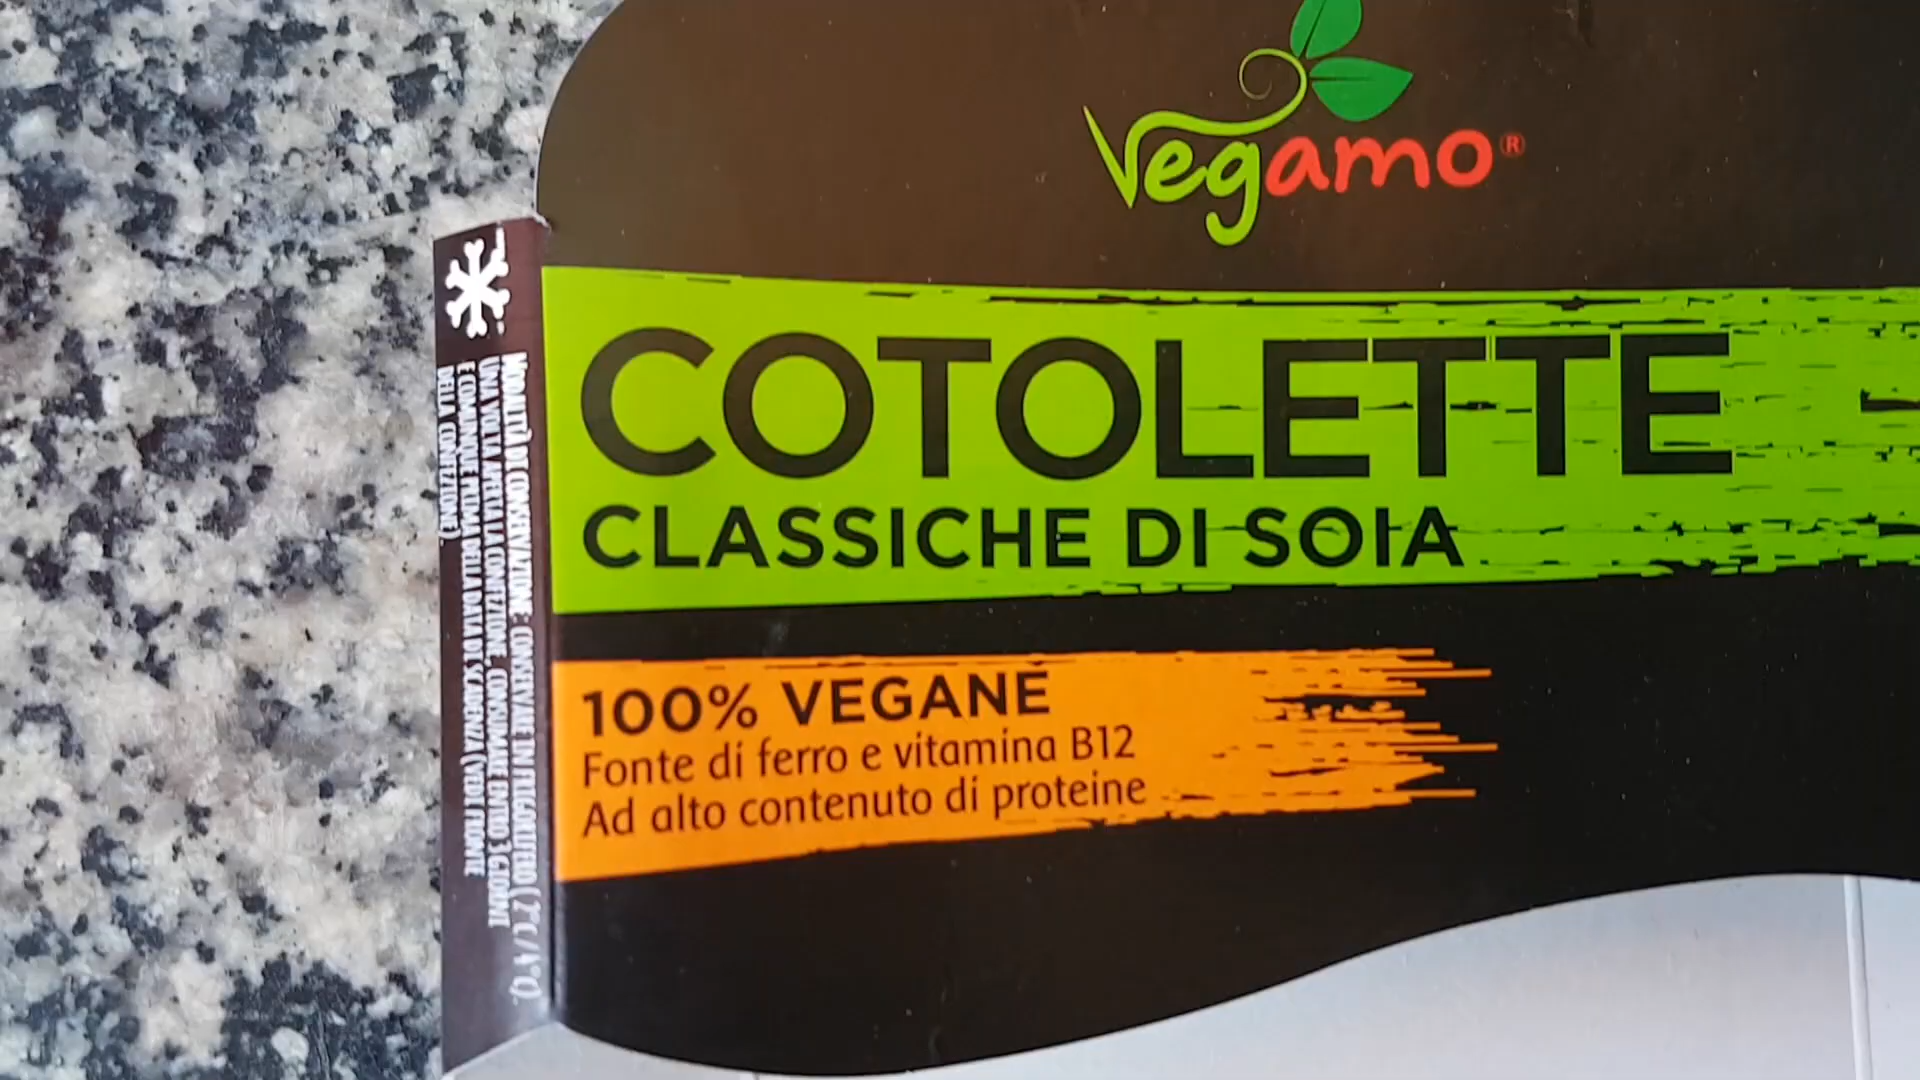 Vegamo®
COTOLETTE
CLASSICHE DI SOIA
100% VEGANE
Fonte di ferro e vitamina B12
Ad alto contenuto di proteine
MODALITÀ DI CONSERVAZIONE: CONSERVARE IN FRIGORIFERO (2°C/4°C).
UNA VOLTA APERTA LA CONFEZIONE, CONSUMARE ENTRO 3 GIORNI
E COMUNQUE PRIMA DELLA DATA DI SCADENZA (VEDI FRONTE
DELLA CONFEZIONE).